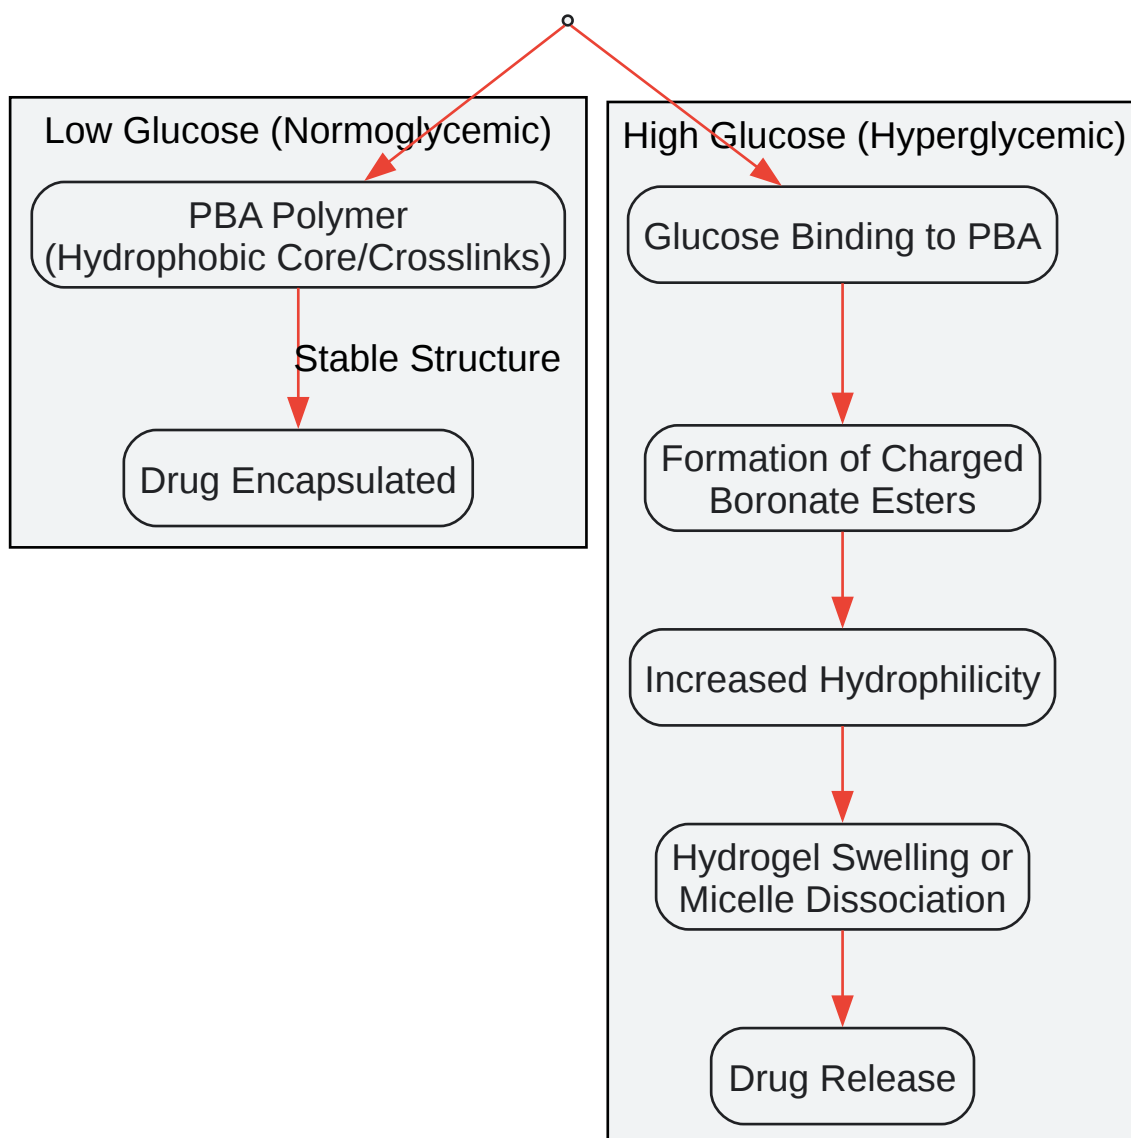 Low Glucose (Normoglycemic)
PBA Polymer
(Hydrophobic Core/Crosslinks)
Stable Structure
Drug Encapsulated
High Glucose (Hyperglycemic)
Glucose Binding to PBA
Formation of Charged
Boronate Esters
Increased Hydrophilicity
Hydrogel Swelling or
Micelle Dissociation
Drug Release